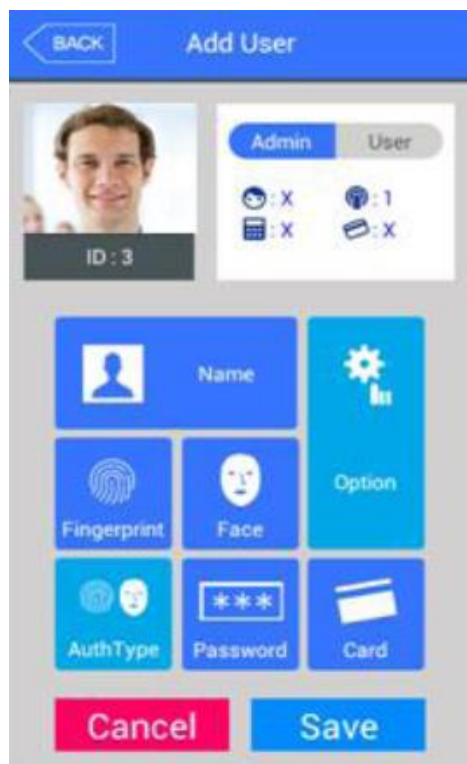 BACK Add User
Admin User
: X : 1
: X : X
ID : 3
Name
Option
Fingerprint Face
AuthType Password Card
***
Cancel Save